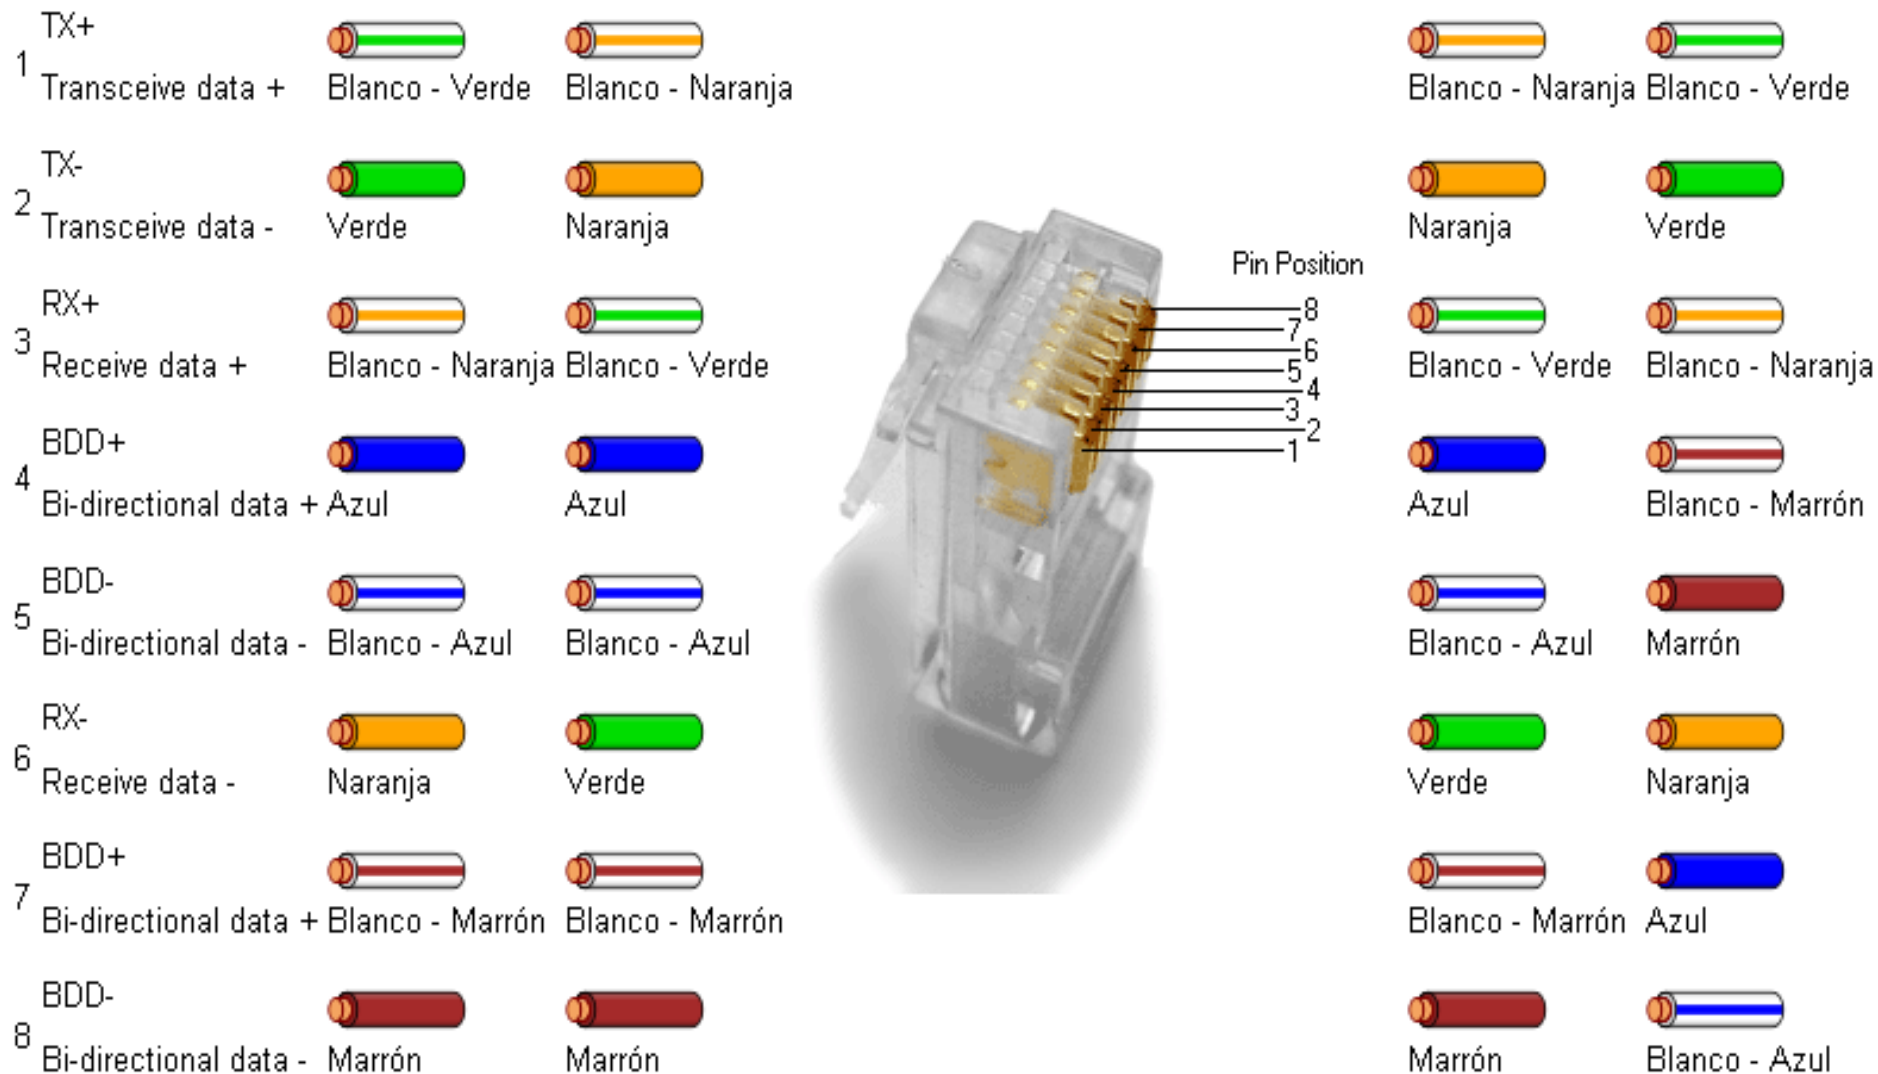 TX+
1
Transceive data +
Blanco - Verde
Blanco - Naranja
Blanco - Naranja
Blanco - Verde
TX-
2
Transceive data -
Verde
Naranja
Naranja
Verde
Pin Position
8
7
6
5
4
3
2
1
RX+
3
Receive data +
Blanco - Naranja
Blanco - Verde
Blanco - Verde
Blanco - Naranja
BDD+
4
Bi-directional data +
Azul
Azul
Azul
Blanco - Marrón
BDD-
5
Bi-directional data -
Blanco - Azul
Blanco - Azul
Blanco - Azul
Marrón
RX-
6
Receive data -
Naranja
Verde
Verde
Naranja
BDD+
7
Bi-directional data +
Blanco - Marrón
Blanco - Marrón
Blanco - Marrón
Azul
BDD-
8
Bi-directional data -
Marrón
Marrón
Marrón
Blanco - Azul